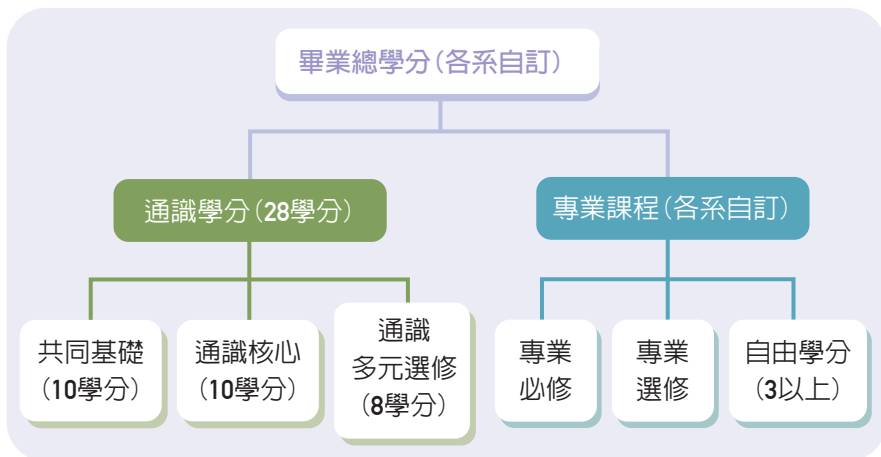 畢業總學分(各系自訂)
通識學分(28學分)
專業課程(各系自訂)
共同基礎
(10學分)
通識核心
(10學分)
通識
多元選修
(8學分)
專業
必修
專業
選修
自由學分
(3以上)